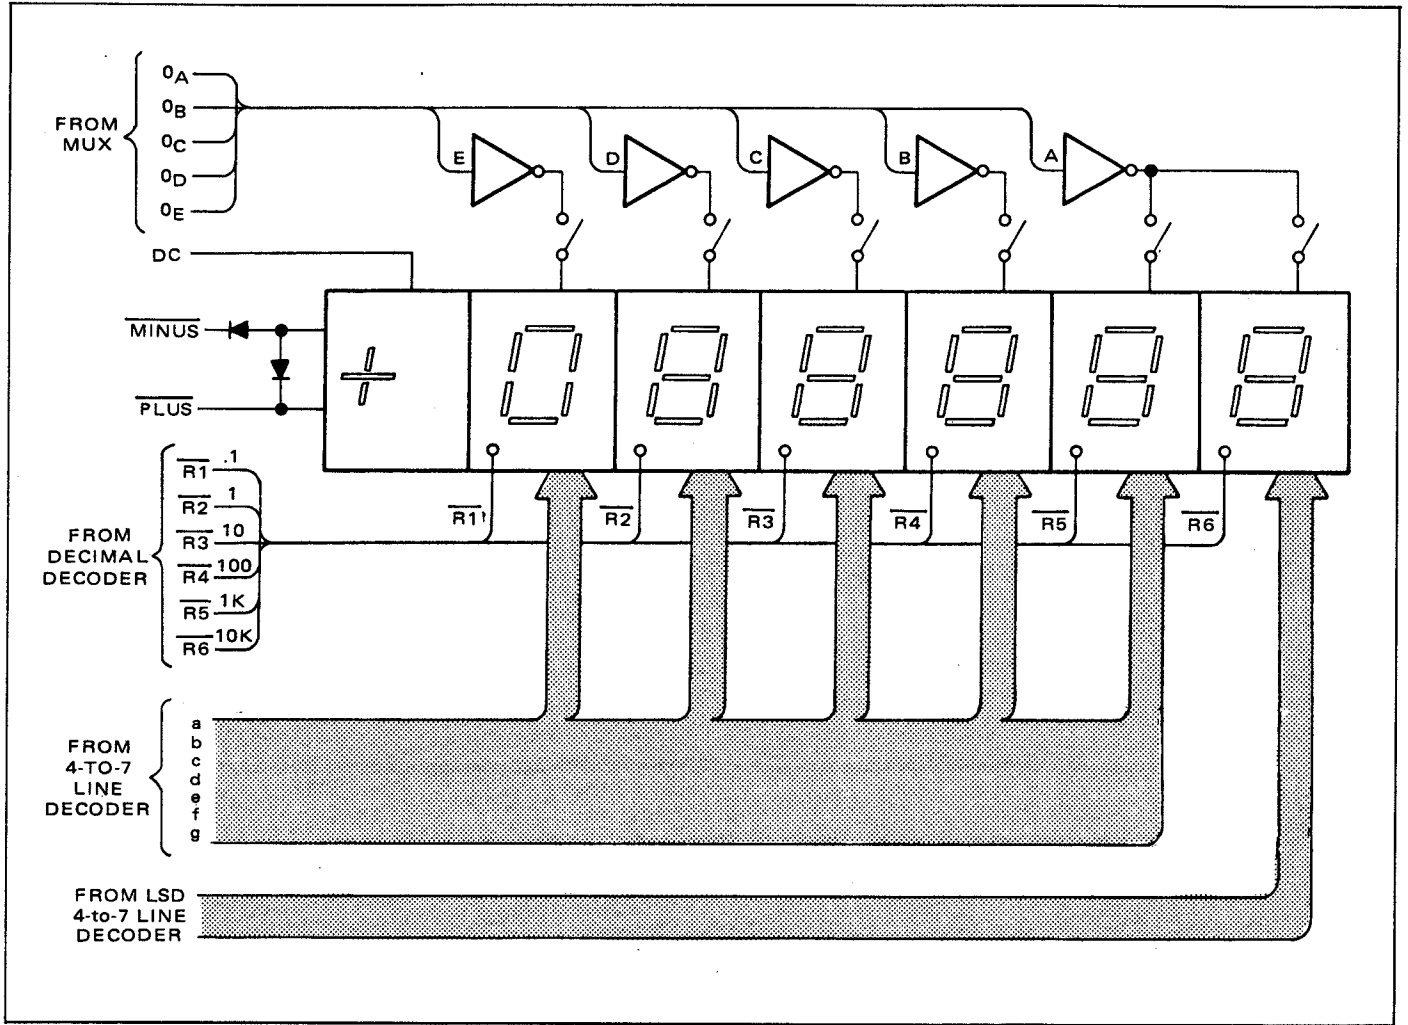 FROM
MUX
0A
0B
0C
0D
0E
E
D
C
B
A
DC
MINUS
PLUS
FROM
DECIMAL
DECODER
R1 .1
R2 1
R3 10
R4 100
R5 1K
R6 10K
R1
R2
R3
R4
R5
R6
FROM
4-TO-7
LINE
DECODER
a
b
c
d
e
f
g
FROM LSD
4-to-7 LINE
DECODER